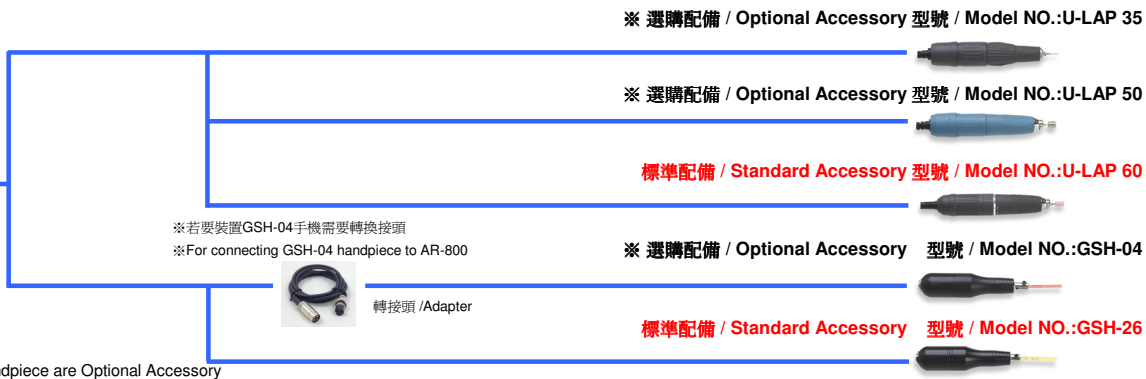 ※ 選購配備 / Optional Accessory 型號 / Model NO.:U-LAP 35
※ 選購配備 / Optional Accessory 型號 / Model NO.:U-LAP 50
標準配備 / Standard Accessory 型號 / Model NO.:U-LAP 60
※若要裝置GSH-04手機需要轉換接頭
※For connecting GSH-04 handpiece to AR-800
※ 選購配備 / Optional Accessory 型號 / Model NO.:GSH-04
轉接頭 /Adapter
標準配備 / Standard Accessory 型號 / Model NO.:GSH-26
ndpiece are Optional Accessory